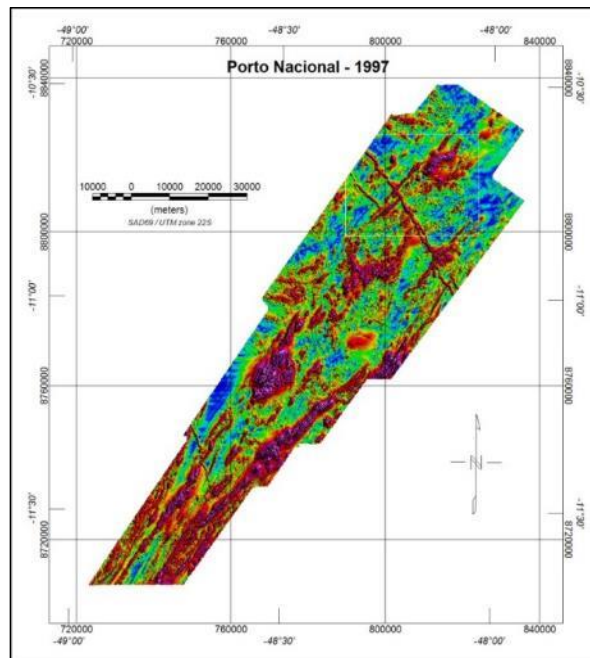 -49°00' -48°30' -48°00'
720000 760000 800000 840000
Porto Nacional - 1997
-10°30' -10°30'
8840000 8840000
10000 0 10000 20000 30000
(meters)
SAD69 / UTM zone 22S
8800000 8800000
-11°00' -11°00'
8760000 8760000
N
-11°30' -11°30'
8720000 8720000
720000 760000 800000 840000
-49°00' -48°30' -48°00'